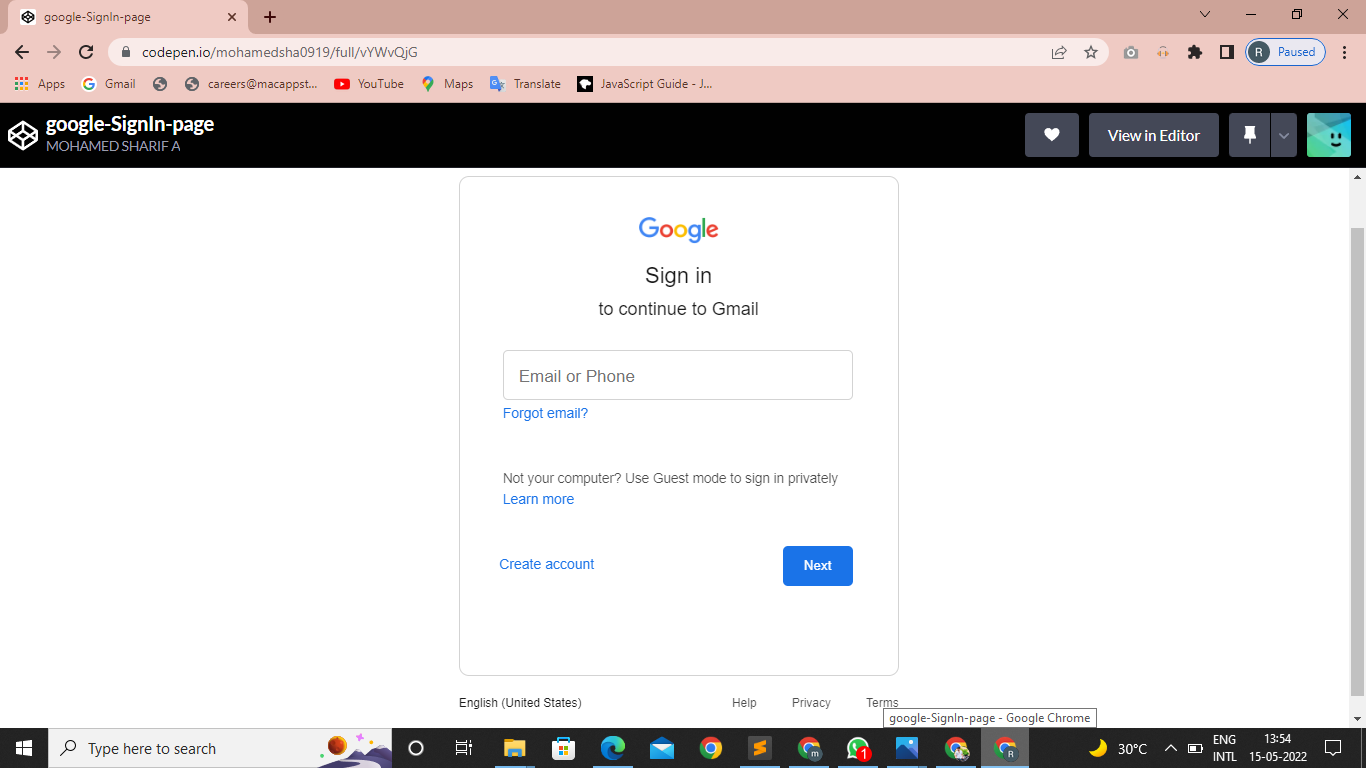 google-SignIn-page
codepen.io/mohamedsha0919/full/vYWvQjG
R Paused
Apps Gmail careers@macappst... YouTube Maps Translate JavaScript Guide - J...
google-SignIn-page
MOHAMED SHARIF A
View in Editor
Google
Sign in
to continue to Gmail
Email or Phone
Forgot email?
Not your computer? Use Guest mode to sign in privately
Learn more
Create account Next
English (United States) Help Privacy Terms
google-SignIn-page - Google Chrome
Type here to search
m
1
R
30°C
ENG
INTL
13:54
15-05-2022